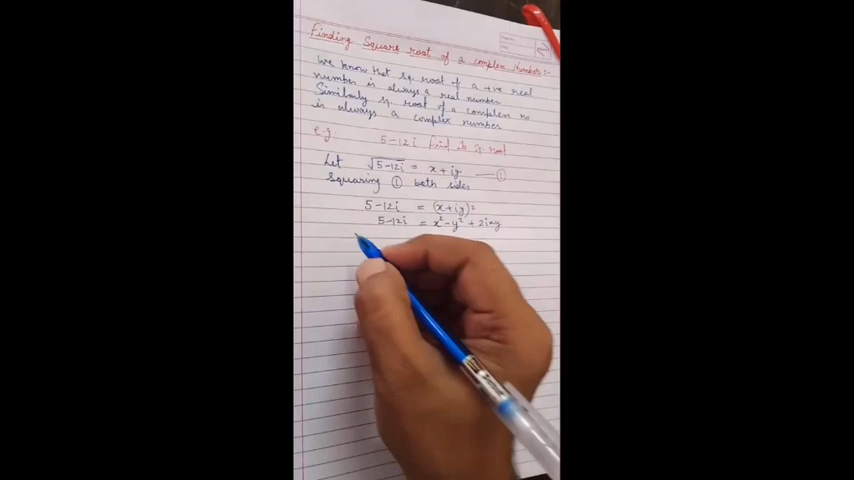 Finding Square root of a complex Number:-
We know that sq. root of a +ve real
number is always a real number
Similarly sq. root of a complex no
is always a complex number
e.g 5-12i Find its sq root
Let √5-12i = x+iy —①
Squaring ① both sides
5-12i = (x+iy)²
5-12i = x²-y²+2ixy